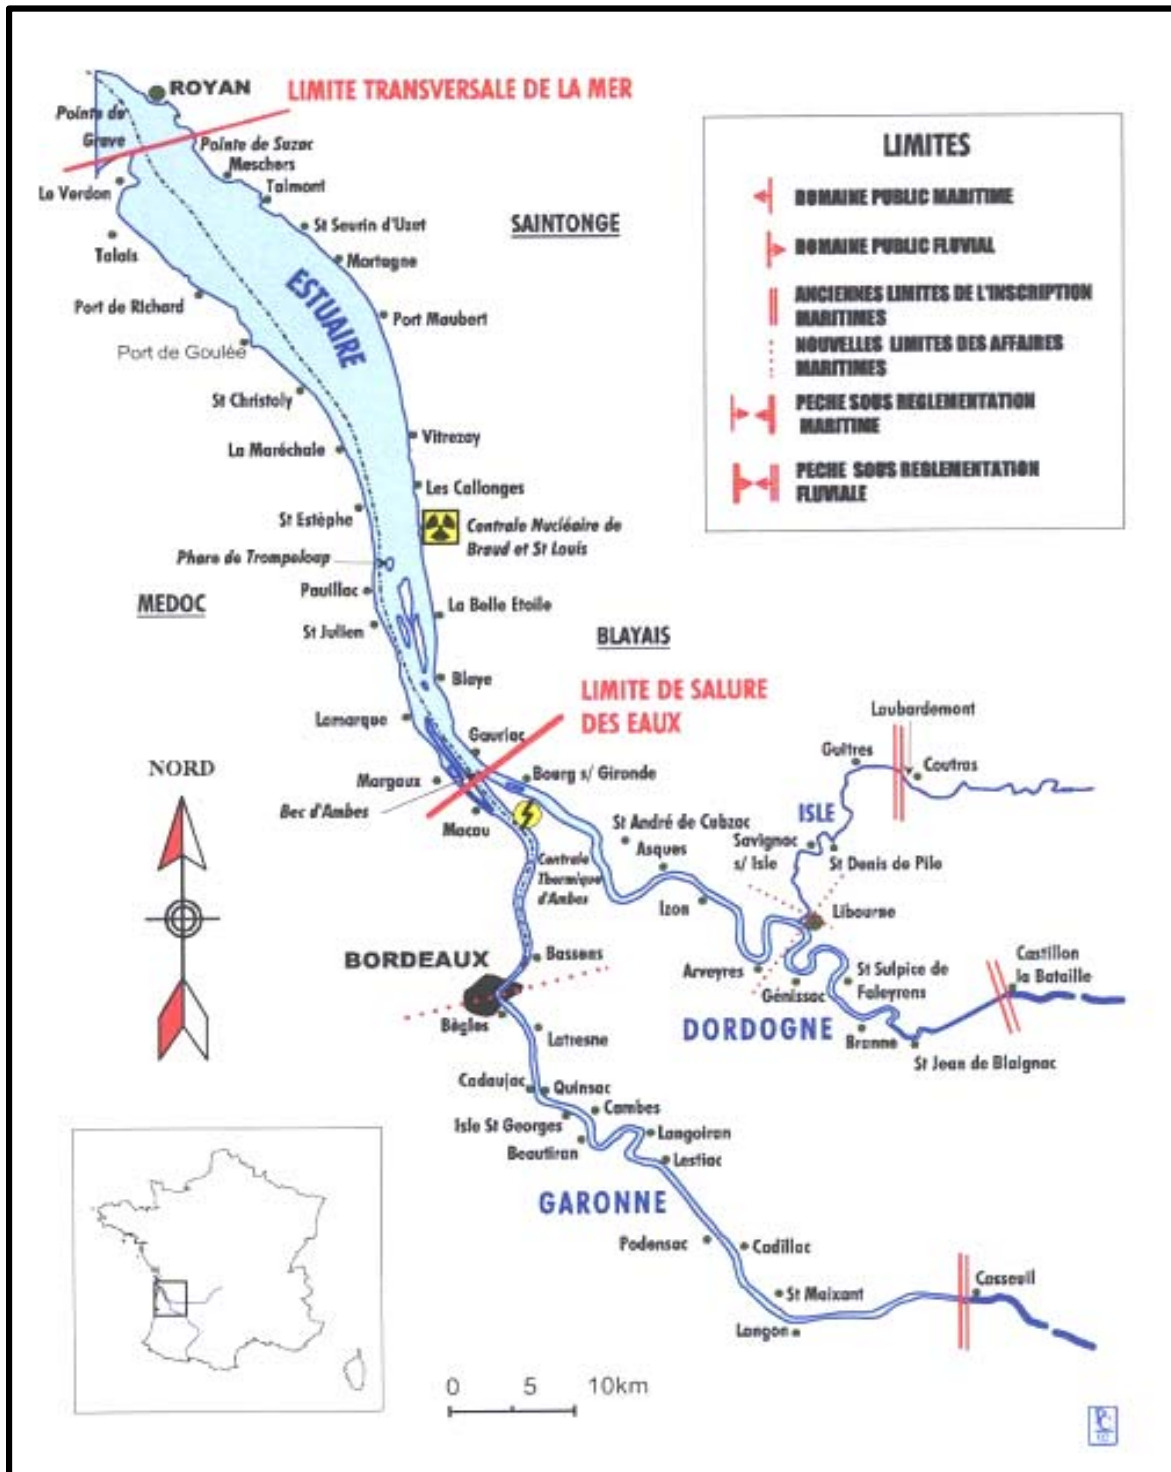 ROYAN
LIMITE TRANSVERSALE DE LA MER
Pointe de
Grave
Pointe de Suzac
Meschers
Le Verdon
Talmont
St Seurin d'Uzet
SAINTONGE
Talais
Mortagne
ESTUAIRE
Port de Richard
Port Maubert
Port de Goulée
St Christoly
Vitrezay
La Maréchale
Les Callonges
St Estèphe
Centrale Nucléaire de
Braud et St Louis
Phare de Trompeloup
Pauillac
MEDOC
La Belle Etoile
St Julien
BLAYAIS
Blaye
LIMITE DE SALURE
DES EAUX
Lamarque
Gauriac
Margaux
Bourg s/ Gironde
Bec d'Ambes
Macau
Centrale
Thermique
d'Ambes
LIMITES
DOMAINE PUBLIC MARITIME
DOMAINE PUBLIC FLUVIAL
ANCIENNES LIMITES DE L'INSCRIPTION
MARITIMES
NOUVELLES LIMITES DES AFFAIRES
MARITIMES
PECHE SOUS REGLEMENTATION
MARITIME
PECHE SOUS REGLEMENTATION
FLUVIALE
Laubardemont
Guîtres
Coutras
ISLE
St André de Cubzac
Asques
Savignac
s/ Isle
St Denis de Pile
Izon
Libourne
Arveyres
Génissac
St Sulpice de
Faleyrens
Castillon
la Bataille
DORDOGNE
Branne
St Jean de Blaignac
NORD
BORDEAUX
Bassens
Bègles
Latresne
Cadaujac
Quinsac
Isle St Georges
Cambes
Beautiran
Langoiran
Lestiac
GARONNE
Podensac
Cadillac
St Maixant
Casseuil
Langon
0 5 10km